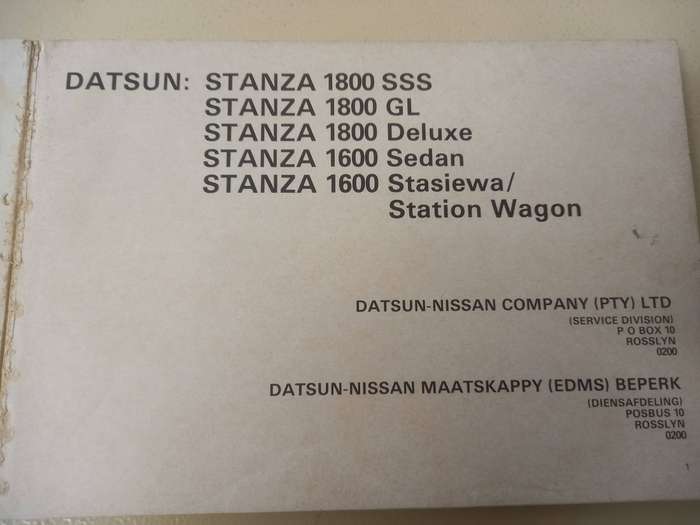 DATSUN: STANZA 1800 SSS
STANZA 1800 GL
STANZA 1800 Deluxe
STANZA 1600 Sedan
STANZA 1600 Stasiewa/
Station Wagon
DATSUN-NISSAN COMPANY (PTY) LTD
(SERVICE DIVISION)
P O BOX 10
ROSSLYN
0200
DATSUN-NISSAN MAATSKAPPY (EDMS) BEPERK
(DIENSAFDELING)
POSBUS 10
ROSSLYN
0200
1